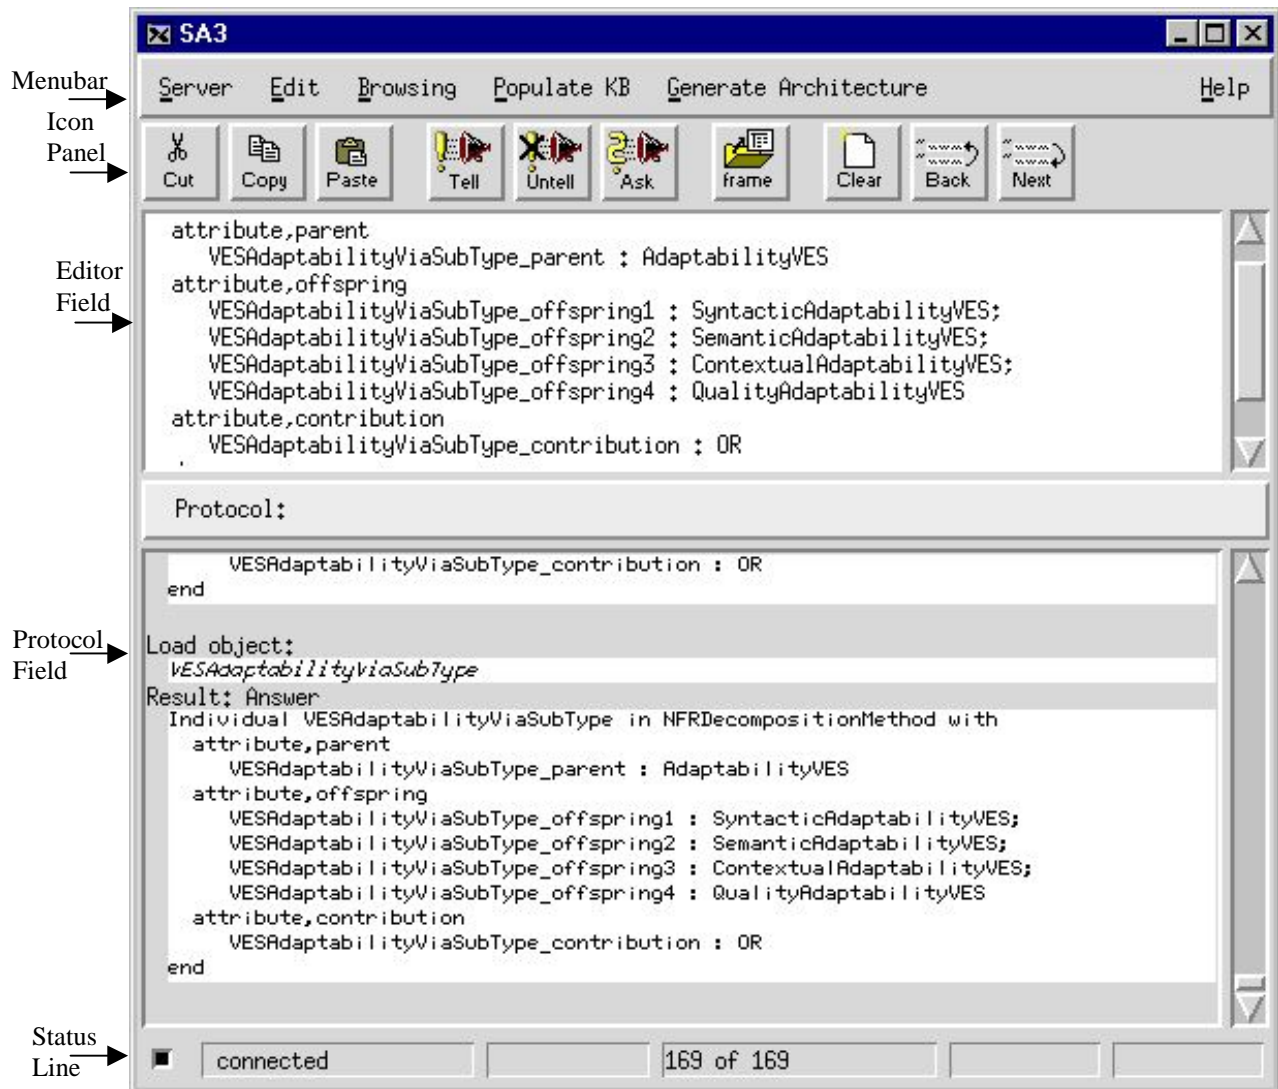 SA3
Menubar
Server Edit Browsing Populate KB Generate Architecture Help
Icon
Panel
Cut Copy Paste Tell Untell Ask frame Clear Back Next
Editor
Field
attribute,parent
VESAdaptabilityViaSubType_parent : AdaptabilityVES
attribute,offspring
VESAdaptabilityViaSubType_offspring1 : SyntacticAdaptabilityVES;
VESAdaptabilityViaSubType_offspring2 : SemanticAdaptabilityVES;
VESAdaptabilityViaSubType_offspring3 : ContextualAdaptabilityVES;
VESAdaptabilityViaSubType_offspring4 : QualityAdaptabilityVES
attribute,contribution
VESAdaptabilityViaSubType_contribution : OR
Protocol:
VESAdaptabilityViaSubType_contribution : OR
end
Protocol
Field
Load object:
VESAdaptabilityViaSubType
Result: Answer
Individual VESAdaptabilityViaSubType in NFRDecompositionMethod with
attribute,parent
VESAdaptabilityViaSubType_parent : AdaptabilityVES
attribute,offspring
VESAdaptabilityViaSubType_offspring1 : SyntacticAdaptabilityVES;
VESAdaptabilityViaSubType_offspring2 : SemanticAdaptabilityVES;
VESAdaptabilityViaSubType_offspring3 : ContextualAdaptabilityVES;
VESAdaptabilityViaSubType_offspring4 : QualityAdaptabilityVES
attribute,contribution
VESAdaptabilityViaSubType_contribution : OR
end
Status
Line
connected 169 of 169